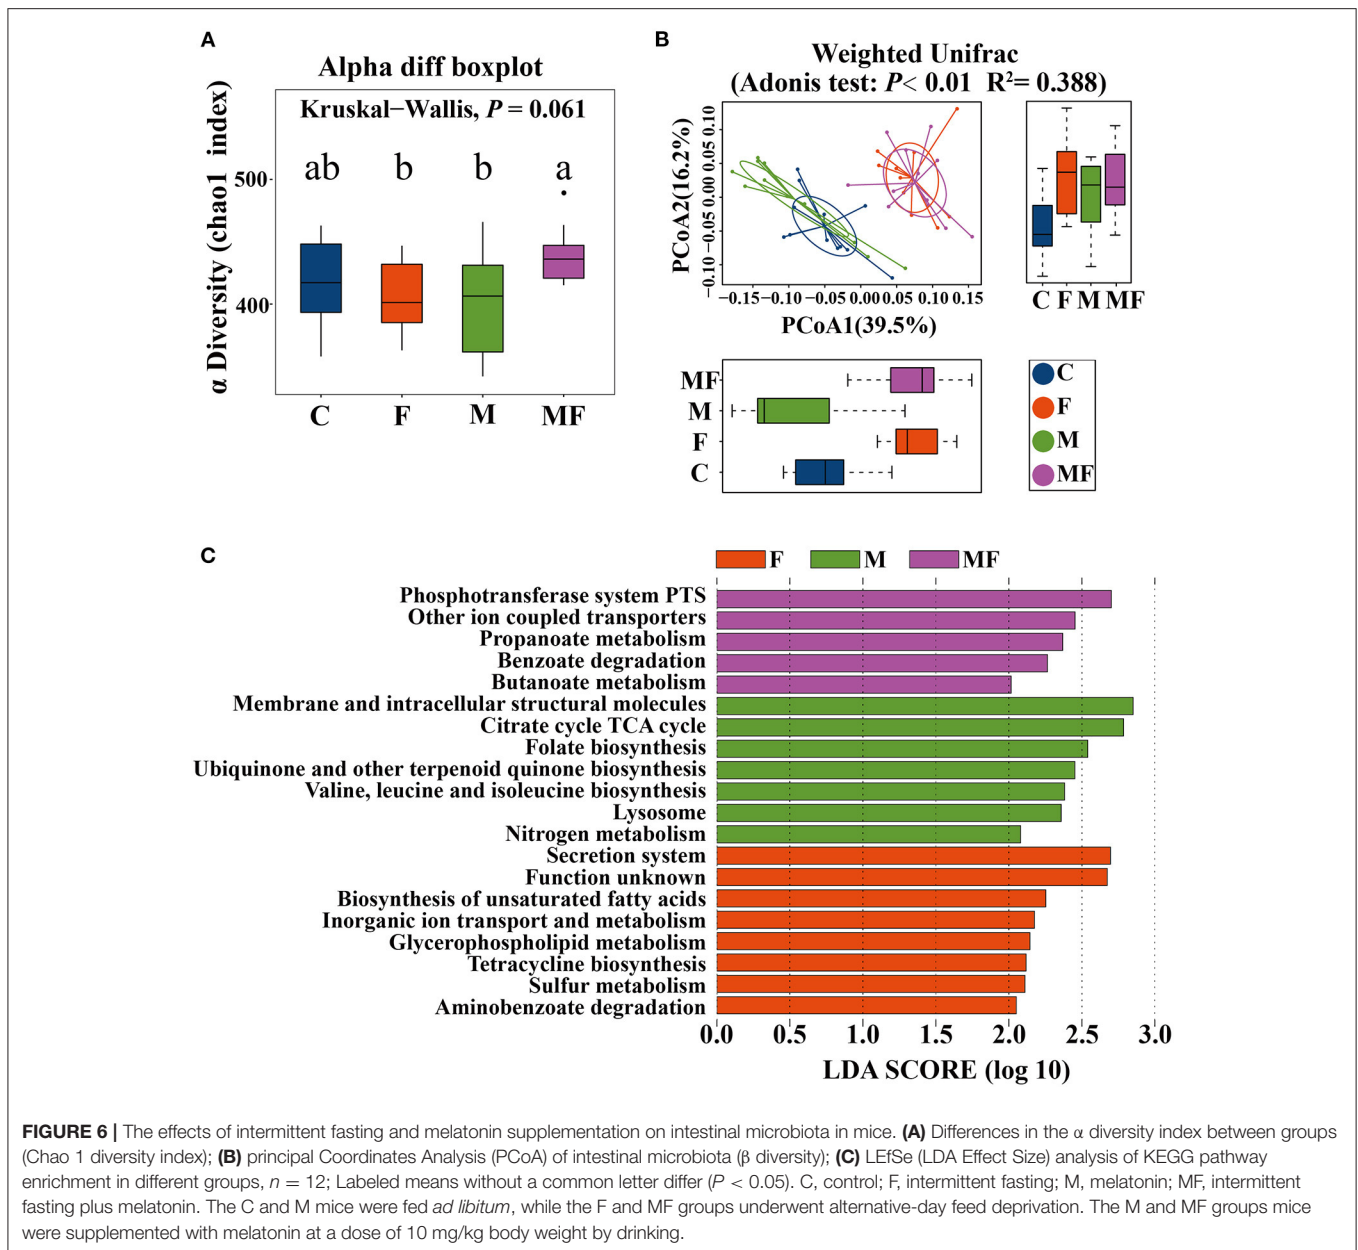 A
Alpha diff boxplot
Kruskal−Wallis, P = 0.061
α Diversity (chao1 index)
500
400
ab b b a
C F M MF
B
Weighted Unifrac
(Adonis test: P< 0.01 R²= 0.388)
PCoA2(16.2%)
0.10
0.05
0.00
−0.05
−0.10
−0.15 −0.10 −0.05 0.00 0.05 0.10 0.15
PCoA1(39.5%)
C F M MF
MF
M
F
C
C
F
M
MF
C
F M MF
Phosphotransferase system PTS
Other ion coupled transporters
Propanoate metabolism
Benzoate degradation
Butanoate metabolism
Membrane and intracellular structural molecules
Citrate cycle TCA cycle
Folate biosynthesis
Ubiquinone and other terpenoid quinone biosynthesis
Valine, leucine and isoleucine biosynthesis
Lysosome
Nitrogen metabolism
Secretion system
Function unknown
Biosynthesis of unsaturated fatty acids
Inorganic ion transport and metabolism
Glycerophospholipid metabolism
Tetracycline biosynthesis
Sulfur metabolism
Aminobenzoate degradation
0.0 0.5 1.0 1.5 2.0 2.5 3.0
LDA SCORE (log 10)
FIGURE 6 | The effects of intermittent fasting and melatonin supplementation on intestinal microbiota in mice. (A) Differences in the α diversity index between groups
(Chao 1 diversity index); (B) principal Coordinates Analysis (PCoA) of intestinal microbiota (β diversity); (C) LEfSe (LDA Effect Size) analysis of KEGG pathway
enrichment in different groups, n = 12; Labeled means without a common letter differ (P < 0.05). C, control; F, intermittent fasting; M, melatonin; MF, intermittent
fasting plus melatonin. The C and M mice were fed ad libitum, while the F and MF groups underwent alternative-day feed deprivation. The M and MF groups mice
were supplemented with melatonin at a dose of 10 mg/kg body weight by drinking.